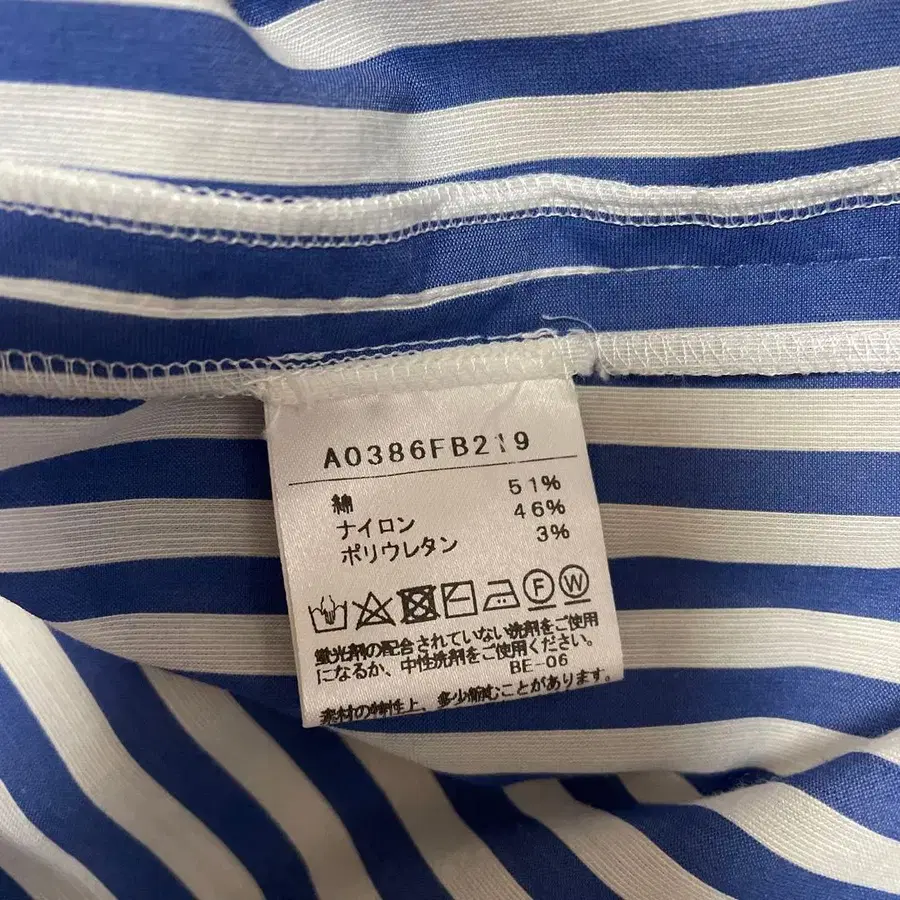 A0386FB219
綿 51%
ナイロン 46%
ポリウレタン 3%
F W
蛍光剤の配合されていない洗剤をご使用
になるか、中性洗剤をご使用ください。
BE-06
素材の特性上、多少縮むことがあります。